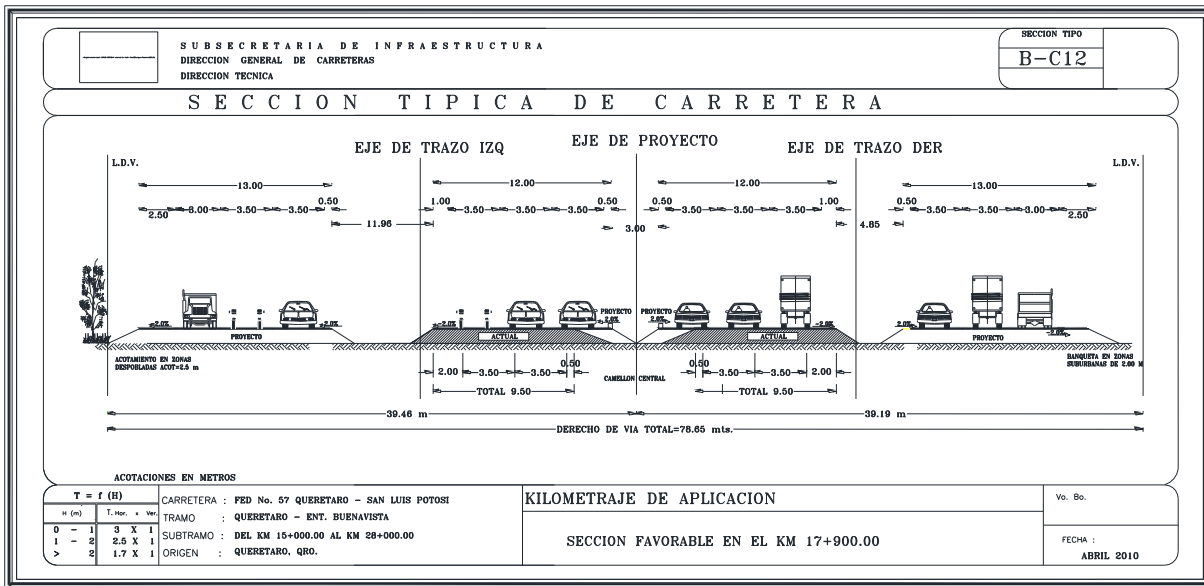 SUBSECRETARIA DE INFRAESTRUCTURA
DIRECCION GENERAL DE CARRETERAS
DIRECCION TECNICA
SECCION TIPO
B-C12
SECCION TIPICA DE CARRETERA
EJE DE TRAZO IZQ EJE DE PROYECTO EJE DE TRAZO DER
L.D.V. L.D.V.
13.00 12.00 12.00 13.00
2.50 3.00 3.50 3.50 0.50 1.00 3.50 3.50 3.50 0.50 0.50 3.50 3.50 3.50 1.00 0.50 3.50 3.50 3.00 2.50
11.96 3.00 4.85
PROYECTO PROYECTO
-2.0% -2.0% -2.0% 2.0% 2.0% -2.0% 2.0% -2.0%
PROYECTO ACTUAL ACTUAL PROYECTO
ACOTAMIENTO EN ZONAS
DESPOBLADAS ACOT=2.5 m
BANQUETA EN ZONAS
SUBURBANAS DE 2.00 M
2.00 3.50 3.50 0.50 CAMELLON CENTRAL 0.50 3.50 3.50 2.00
TOTAL 9.50 TOTAL 9.50
39.46 m 39.19 m
DERECHO DE VIA TOTAL=78.65 mts.
ACOTACIONES EN METROS
T = f (H)
H (m) T. Hor. x Ver.
0 - 1 3 X 1
1 - 2 2.5 X 1
> 2 1.7 X 1
CARRETERA : FED No. 57 QUERETARO - SAN LUIS POTOSI
TRAMO : QUERETARO - ENT. BUENAVISTA
SUBTRAMO : DEL KM 15+000.00 AL KM 28+000.00
ORIGEN : QUERETARO, QRO.
KILOMETRAJE DE APLICACION
SECCION FAVORABLE EN EL KM 17+900.00
Vo. Bo.
FECHA :
ABRIL 2010